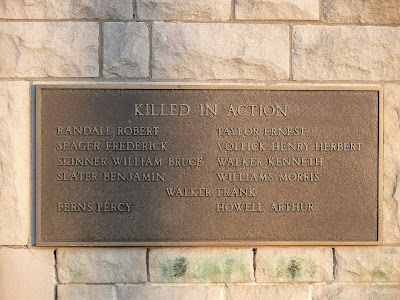 KILLED IN ACTION
RANDALL ROBERT TAYLOR ERNEST
SEAGER FREDERICK VOLLICK HENRY HERBERT
SKINNER WILLIAM BRUCE WALKER KENNETH
SLATER BENJAMIN WILLIAMS MORRIS
WALKER FRANK
FERNS PERCY HOWELL ARTHUR